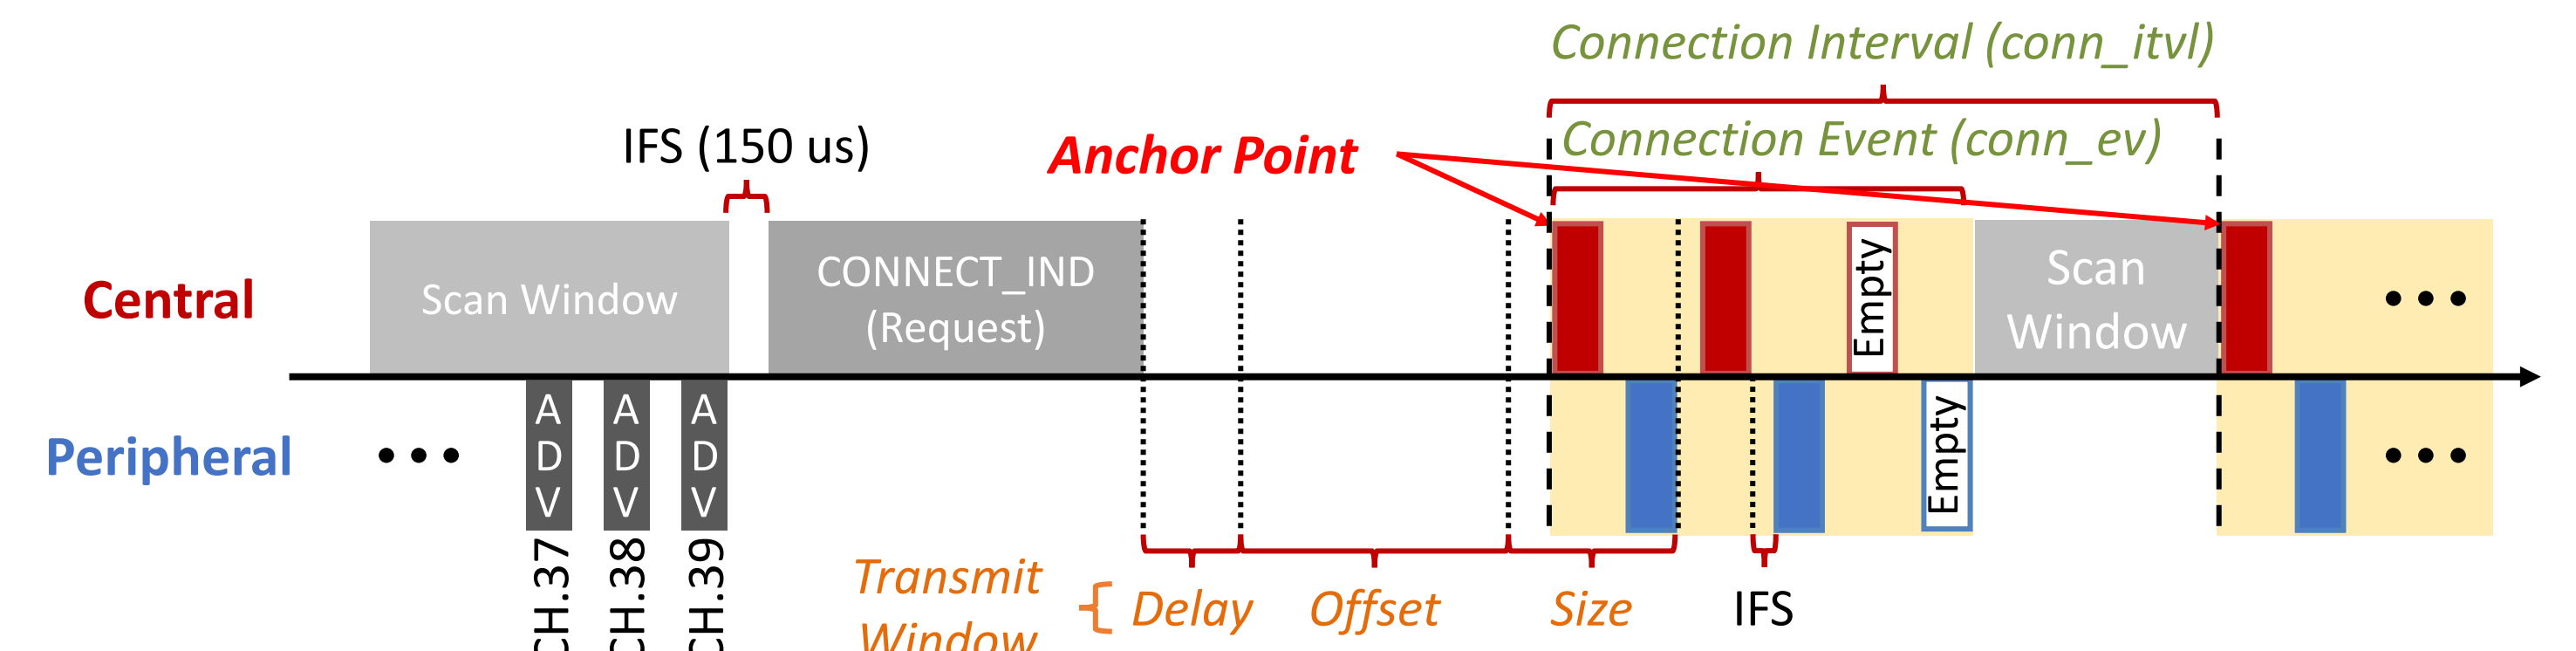 Connection Interval (conn_itvl)
IFS (150 us)
Anchor Point
Connection Event (conn_ev)
Central
Scan Window
CONNECT_IND
(Request)
Empty
Scan
Window
Peripheral
A
D
V
A
D
V
A
D
V
Empty
CH.37
CH.38
CH.39
Transmit
Window
Delay
Offset
Size
IFS